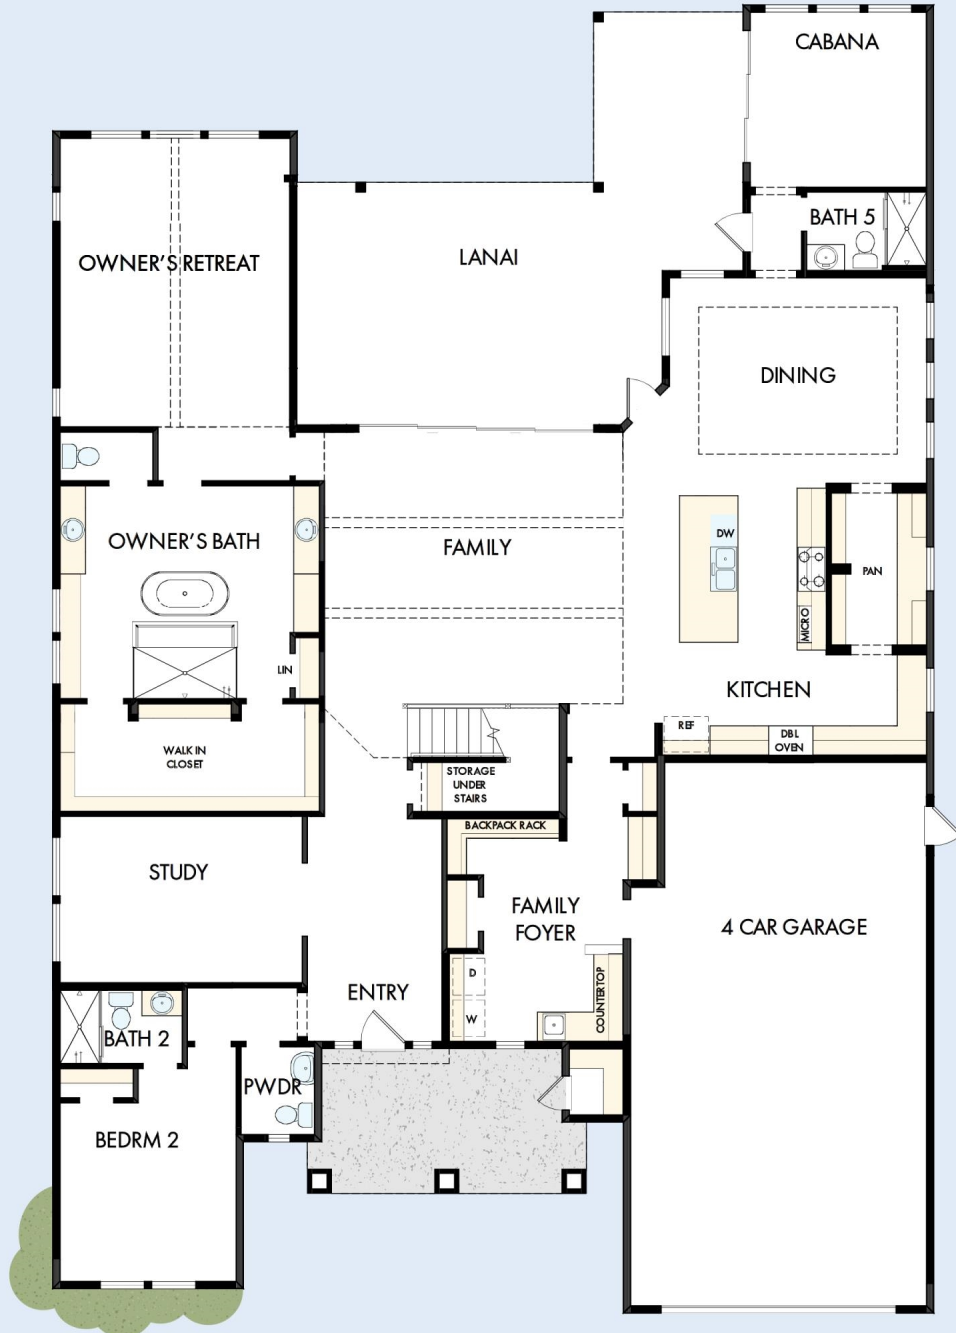 CABANA
BATH 5
OWNER'S RETREAT
LANAI
DINING
OWNER'S BATH
FAMILY
DW
PAN
MICRO
LIN
KITCHEN
REF
DBL
OVEN
WALK IN
CLOSET
STORAGE
UNDER
STAIRS
BACKPACK RACK
STUDY
FAMILY
FOYER
4 CAR GARAGE
D
W
COUNTERTOP
ENTRY
BATH 2
PWDR
BEDRM 2